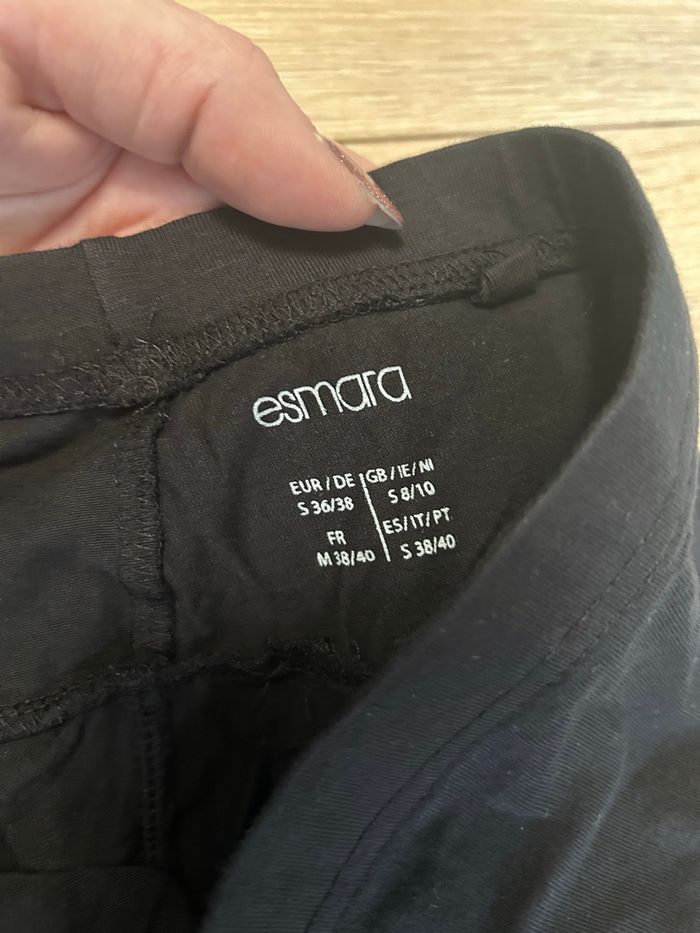 esmara
EUR/DE
S 36/38
GB/IE/NI
S 8/10
FR
M 38/40
ES/IT/PT
S 38/40